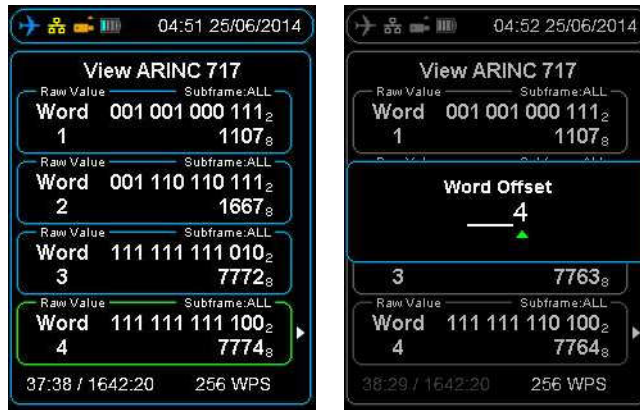 04:51 25/06/2014
View ARINC 717
Raw Value Subframe:ALL
Word 001 001 000 111₂
1 1107₈
Raw Value Subframe:ALL
Word 001 110 110 111₂
2 1667₈
Raw Value Subframe:ALL
Word 111 111 111 010₂
3 7772₈
Raw Value Subframe:ALL
Word 111 111 111 100₂
4 7774₈
37:38 / 1642:20 256 WPS
04:52 25/06/2014
View ARINC 717
Raw Value Subframe:ALL
Word 001 001 000 111₂
1 1107₈
Word Offset
4
3 7763₈
Raw Value Subframe:ALL
Word 111 111 110 100₂
4 7764₈
38:29 / 1642:20 256 WPS